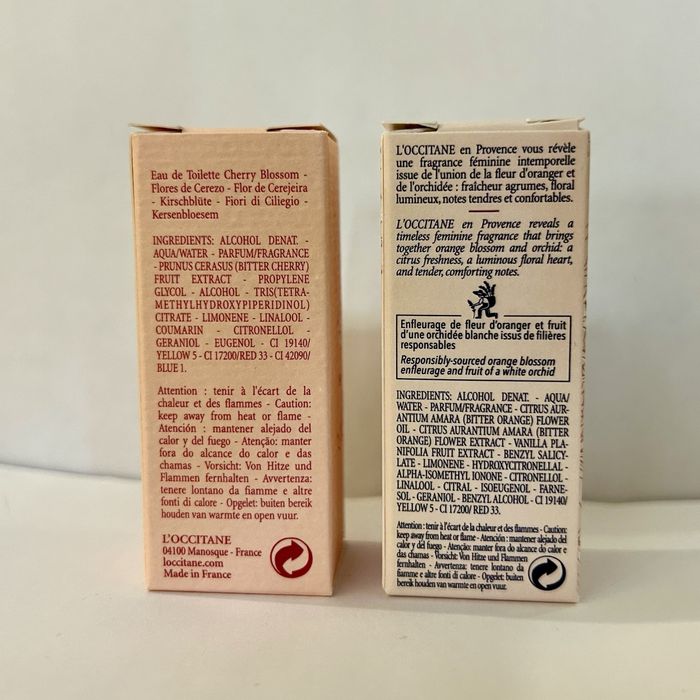 Eau de Toilette Cherry Blossom -
Flores de Cerezo - Flor de Cerejeira
- Kirschblüte - Fiori di Ciliegio -
Kersenbloesem
INGREDIENTS: ALCOHOL DENAT. -
AQUA/WATER - PARFUM/FRAGRANCE
- PRUNUS CERASUS (BITTER CHERRY)
FRUIT EXTRACT - PROPYLENE
GLYCOL - ALCOHOL - TRIS(TETRA-
METHYLHYDROXYPIPERIDINOL)
CITRATE - LIMONENE - LINALOOL -
COUMARIN - CITRONELLOL -
GERANIOL - EUGENOL - CI 19140/
YELLOW 5 - CI 17200/RED 33 - CI 42090/
BLUE 1.
Attention : tenir à l'écart de la
chaleur et des flammes - Caution:
keep away from heat or flame -
Atención : mantener alejado del
calor y del fuego - Atenção: manter
fora do alcance do calor e das
chamas - Vorsicht: Von Hitze und
Flammen fernhalten - Avvertenza:
tenere lontano da fiamme e altre
fonti di calore - Opgelet: buiten bereik
houden van warmte en open vuur.
L'OCCITANE
04100 Manosque - France
loccitane.com
Made in France
L'OCCITANE en Provence vous révèle
une fragrance féminine intemporelle
issue de l'union de la fleur d'oranger et
de l'orchidée : fraîcheur agrumes, floral
lumineux, notes tendres et confortables.
L'OCCITANE en Provence reveals a
timeless feminine fragrance that brings
together orange blossom and orchid: a
citrus freshness, a luminous floral heart,
and tender, comforting notes.
Enfleurage de fleur d'oranger et fruit
d'une orchidée blanche issus de filières
responsables
Responsibly-sourced orange blossom
enfleurage and fruit of a white orchid
INGREDIENTS: ALCOHOL DENAT. - AQUA/
WATER - PARFUM/FRAGRANCE - CITRUS AUR-
ANTIUM AMARA (BITTER ORANGE) FLOWER
OIL - CITRUS AURANTIUM AMARA (BITTER
ORANGE) FLOWER EXTRACT - VANILLA PLA-
NIFOLIA FRUIT EXTRACT - BENZYL SALICY-
LATE - LIMONENE - HYDROXYCITRONELLAL -
ALPHA-ISOMETHYL IONONE - CITRONELLOL -
LINALOOL - CITRAL - ISOEUGENOL - FARNE-
SOL - GERANIOL - BENZYL ALCOHOL - CI 19140/
YELLOW 5 - CI 17200/ RED 33.
Attention : tenir à l'écart de la chaleur et des flammes - Caution:
keep away from heat or flame - Atención : mantener alejado del
calor y del fuego - Atenção: manter fora do alcance do calor e
das chamas - Vorsicht: Von Hitze und Flammen fernhalten
- Avvertenza: tenere lontano da
fiamme e altre fonti di calore - Opgelet: buiten
bereik houden van warmte en open vuur.